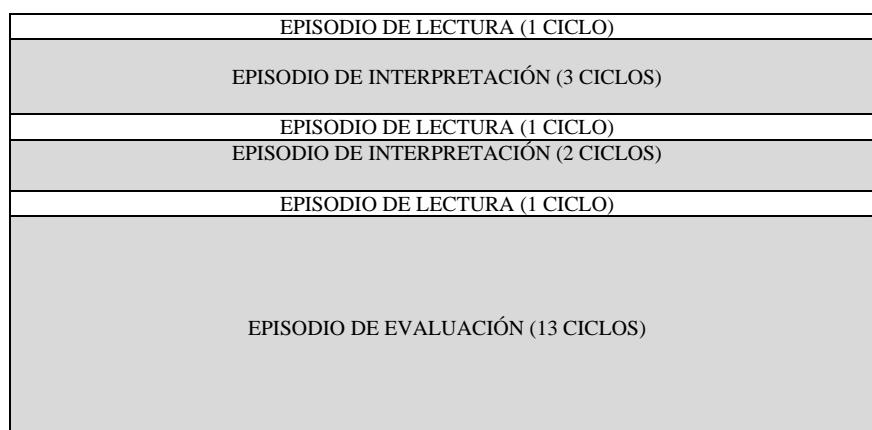 EPISODIO DE LECTURA (1 CICLO)
EPISODIO DE INTERPRETACIÓN (3 CICLOS)
EPISODIO DE LECTURA (1 CICLO)
EPISODIO DE INTERPRETACIÓN (2 CICLOS)
EPISODIO DE LECTURA (1 CICLO)
EPISODIO DE EVALUACIÓN (13 CICLOS)